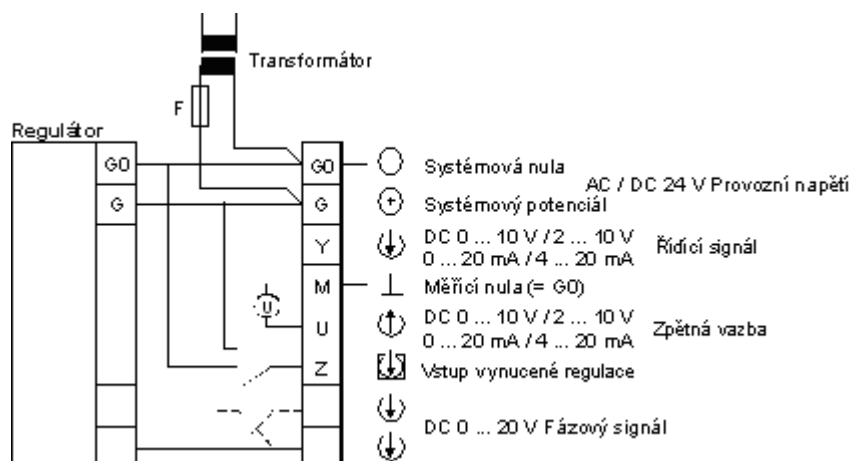 Transformátor
F
Regulátor
G0 G0 Systémová nula
AC / DC 24 V Provozní napětí
G G Systémový potenciál
Y DC 0 ... 10 V / 2 ... 10 V
0 ... 20 mA / 4 ... 20 mA Řídicí signál
M Měřicí nula (= G0)
U U DC 0 ... 10 V / 2 ... 10 V
0 ... 20 mA / 4 ... 20 mA Zpětná vazba
Z Vstup vynucené regulace
DC 0 ... 20 V Fázový signál